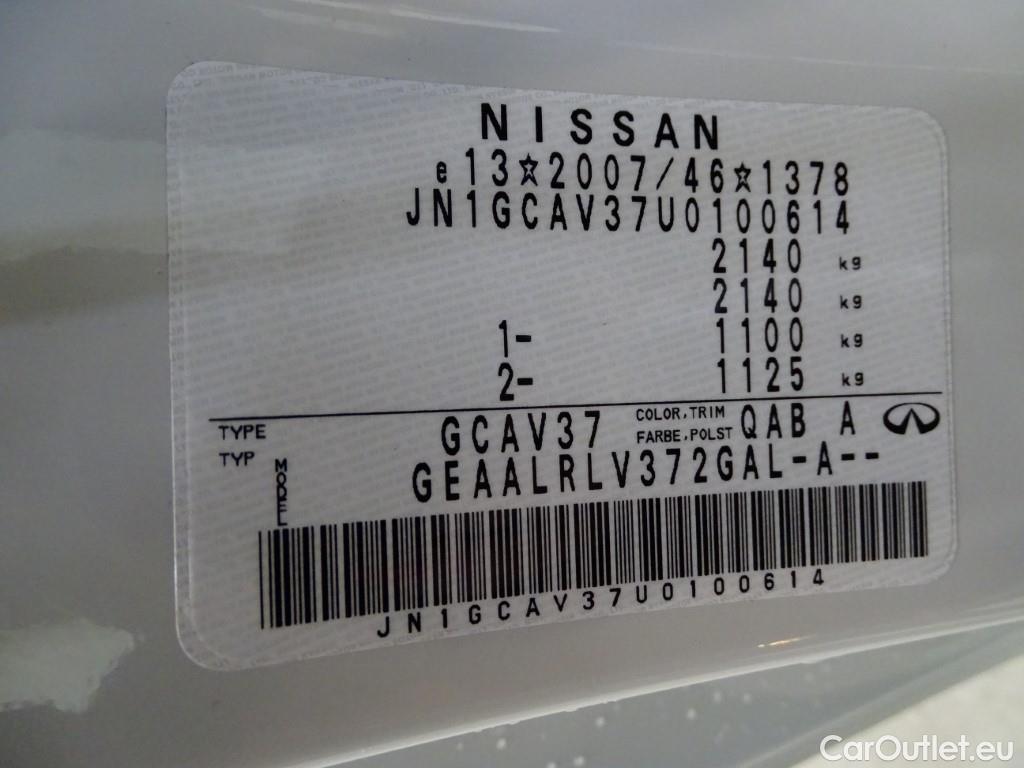 NISSAN
e13☆2007/46☆1378
JN1GCAV37U0100614
2140 kg
2140 kg
1- 1100 kg
2- 1125 kg
TYPE GCAV37 COLOR,TRIM QAB A
TYP FARBE,POLST
MODEL GEAALRLV372GAL-A--
JN1GCAV37U0100614
CarOutlet.eu